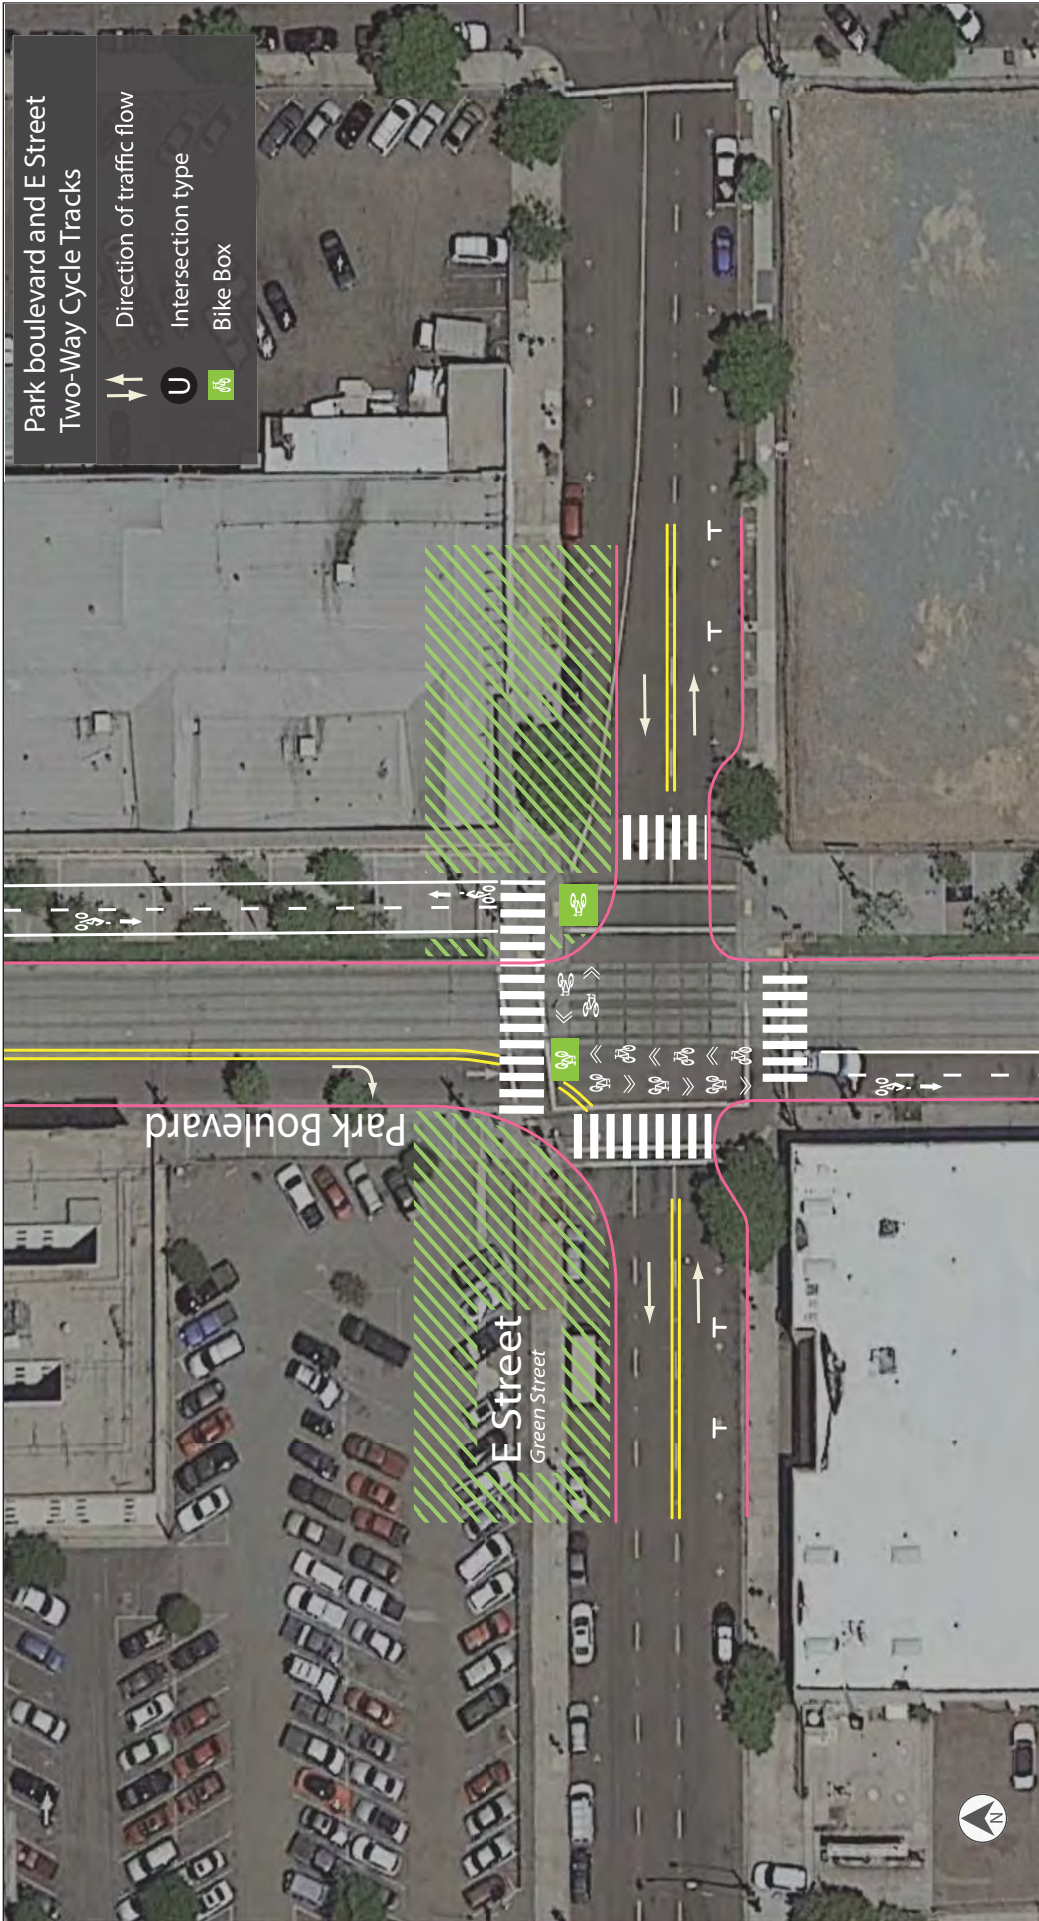 Park boulevard and E Street
Two-Way Cycle Tracks
Direction of traffic flow
U
Intersection type
Bike Box
Park Boulevard
E Street
Green Street
T
T
T
T
N